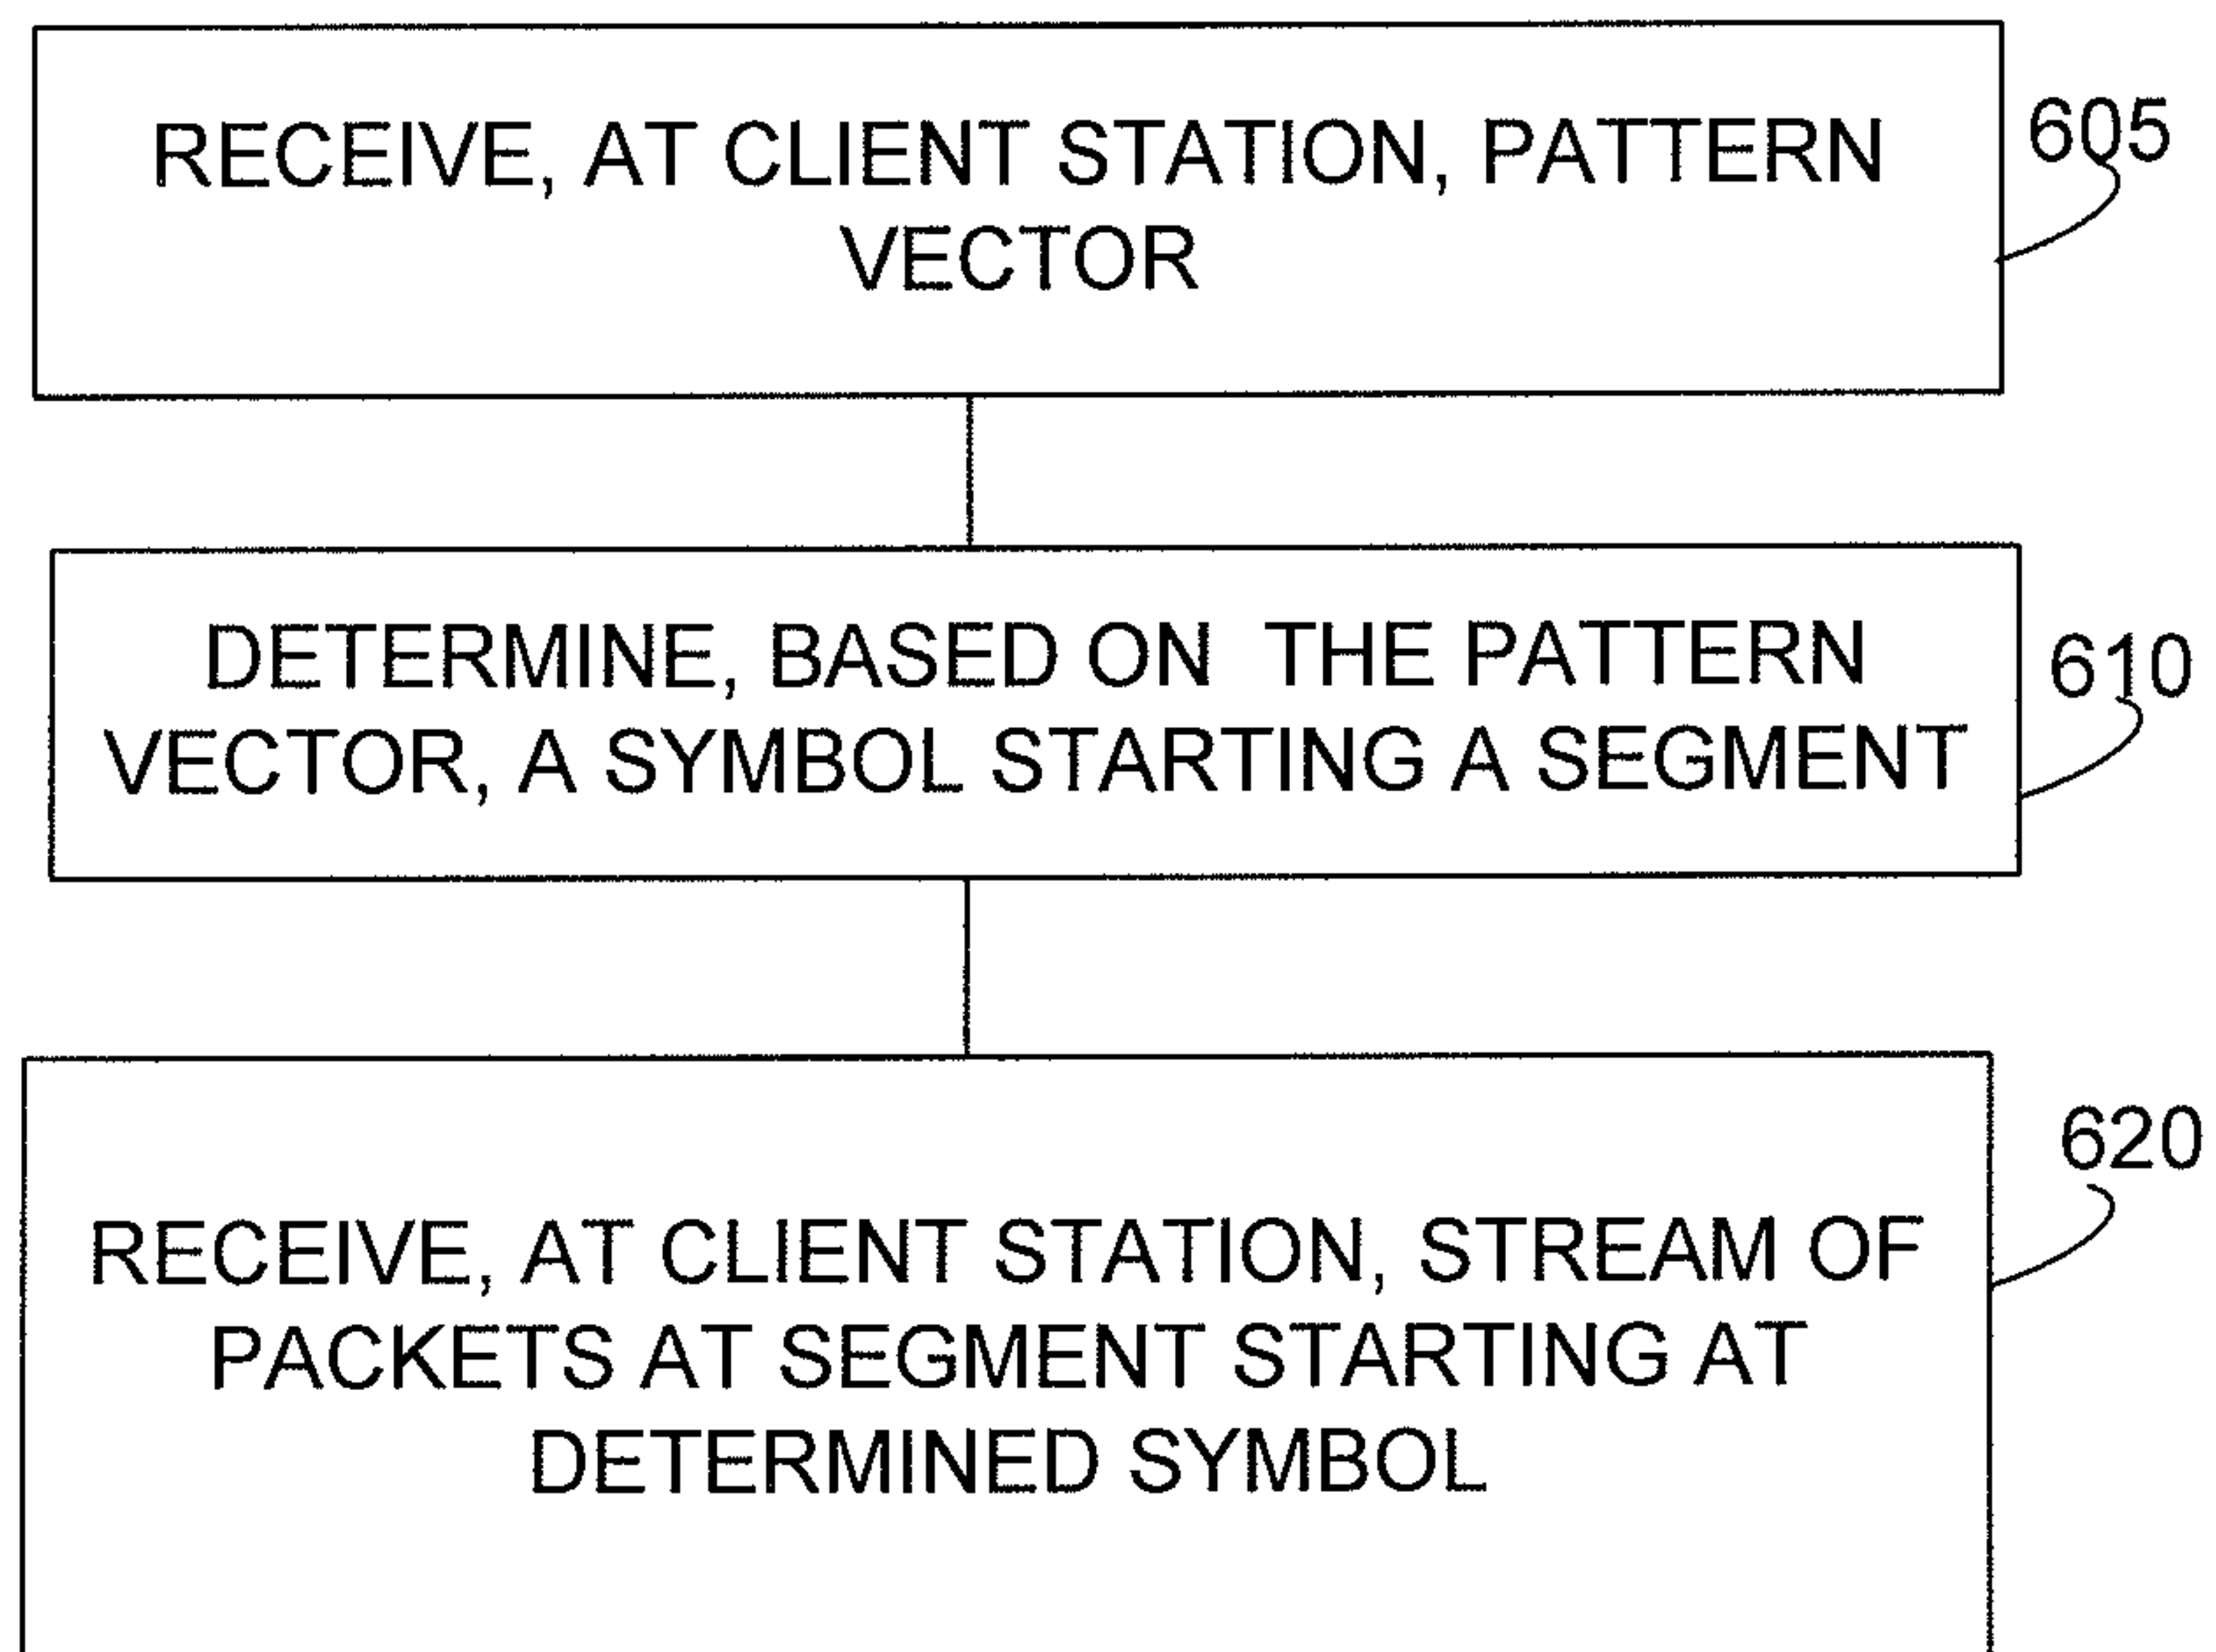 RECEIVE, AT CLIENT STATION, PATTERN
VECTOR
605
DETERMINE, BASED ON THE PATTERN
VECTOR, A SYMBOL STARTING A SEGMENT
610
RECEIVE, AT CLIENT STATION, STREAM OF
PACKETS AT SEGMENT STARTING AT
DETERMINED SYMBOL
620